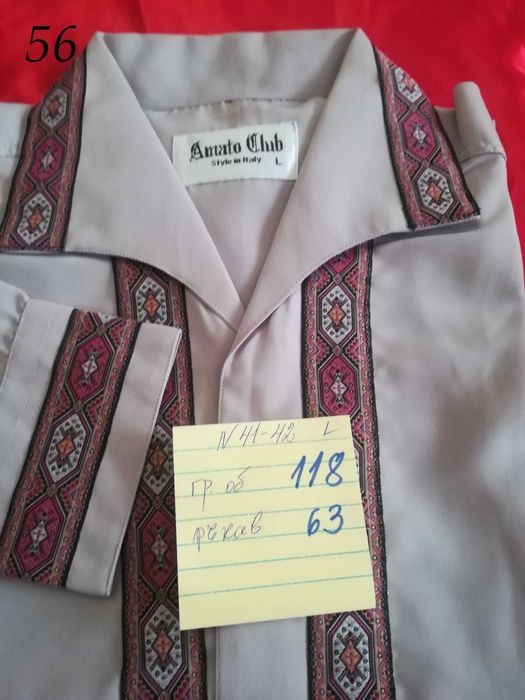 56
Amato Club
Style in Italy L
N 41-42 L
гр. об 118
ръкав 63